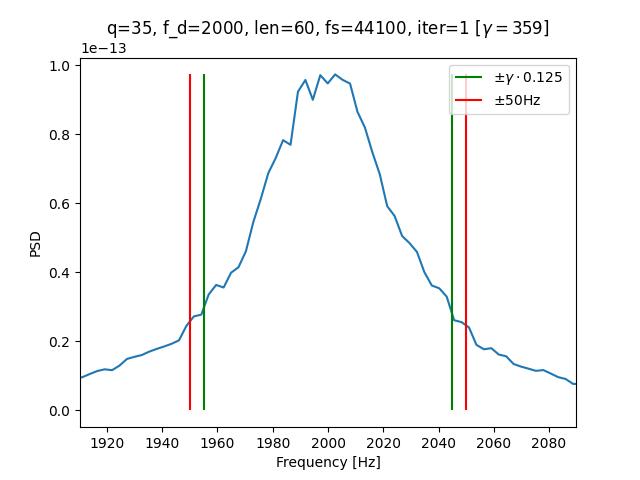 q=35, f_d=2000, len=60, fs=44100, iter=1 [γ = 359]
1e−13
1.0
0.8
0.6
0.4
0.2
0.0
PSD
±γ · 0.125
±50Hz
1920 1940 1960 1980 2000 2020 2040 2060 2080
Frequency [Hz]